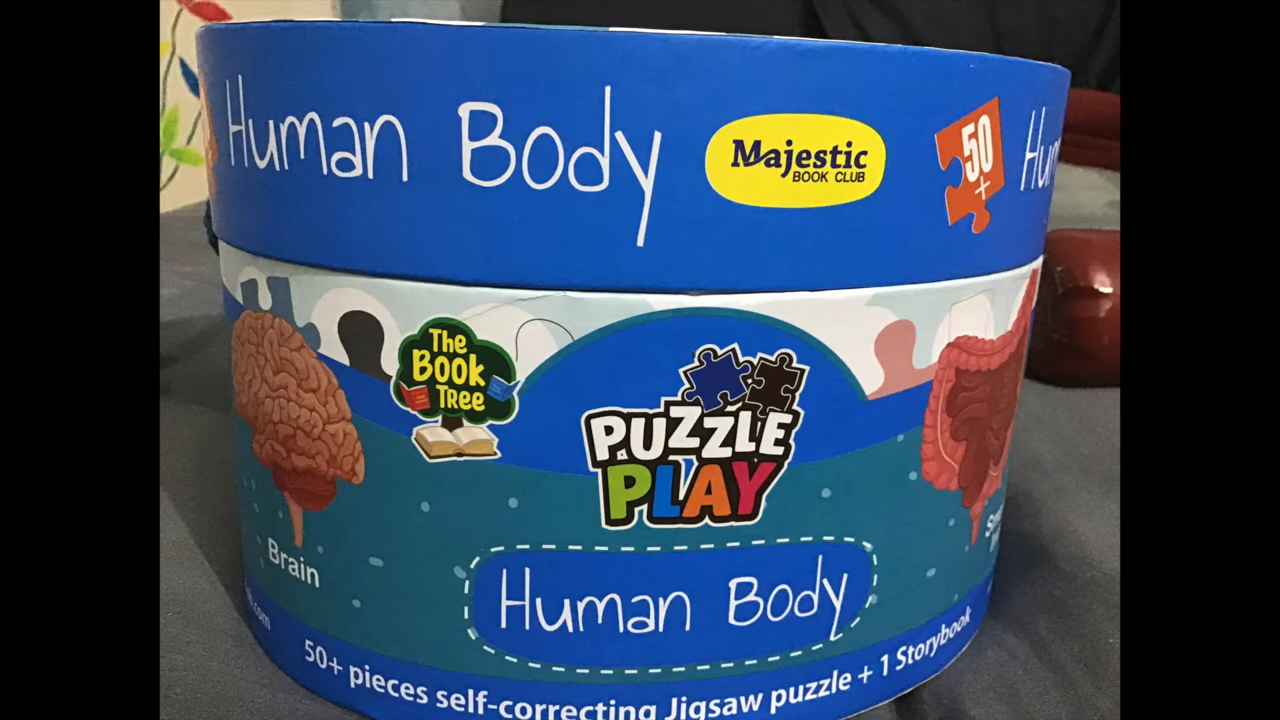 Human Body
Majestic
BOOK CLUB
50
+
The
BOOK
TREE
PUZZLE
PLAY
Brain
Human Body
50+ pieces self-correcting Jigsaw puzzle + 1 Storybook